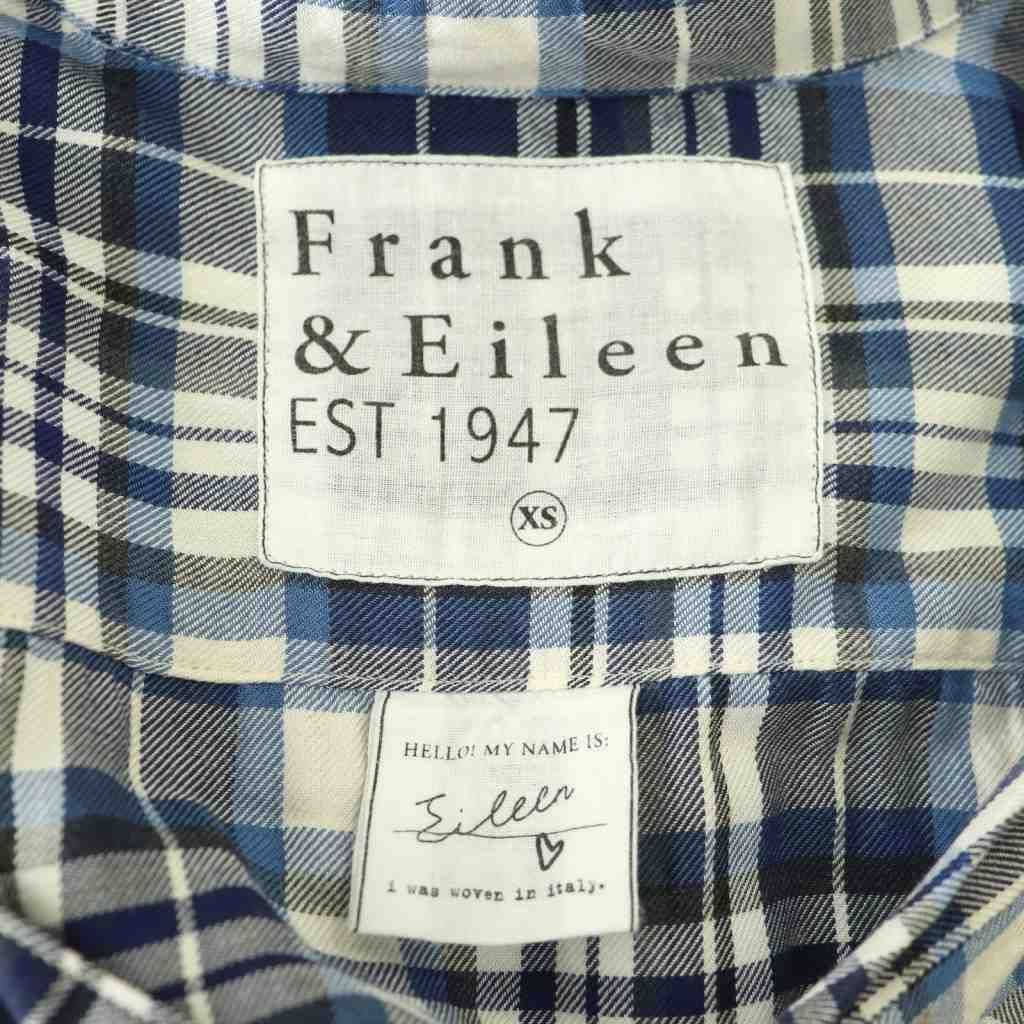 Frank
& Eileen
EST 1947
XS
HELLO! MY NAME IS:
Eileen
i was woven in italy.